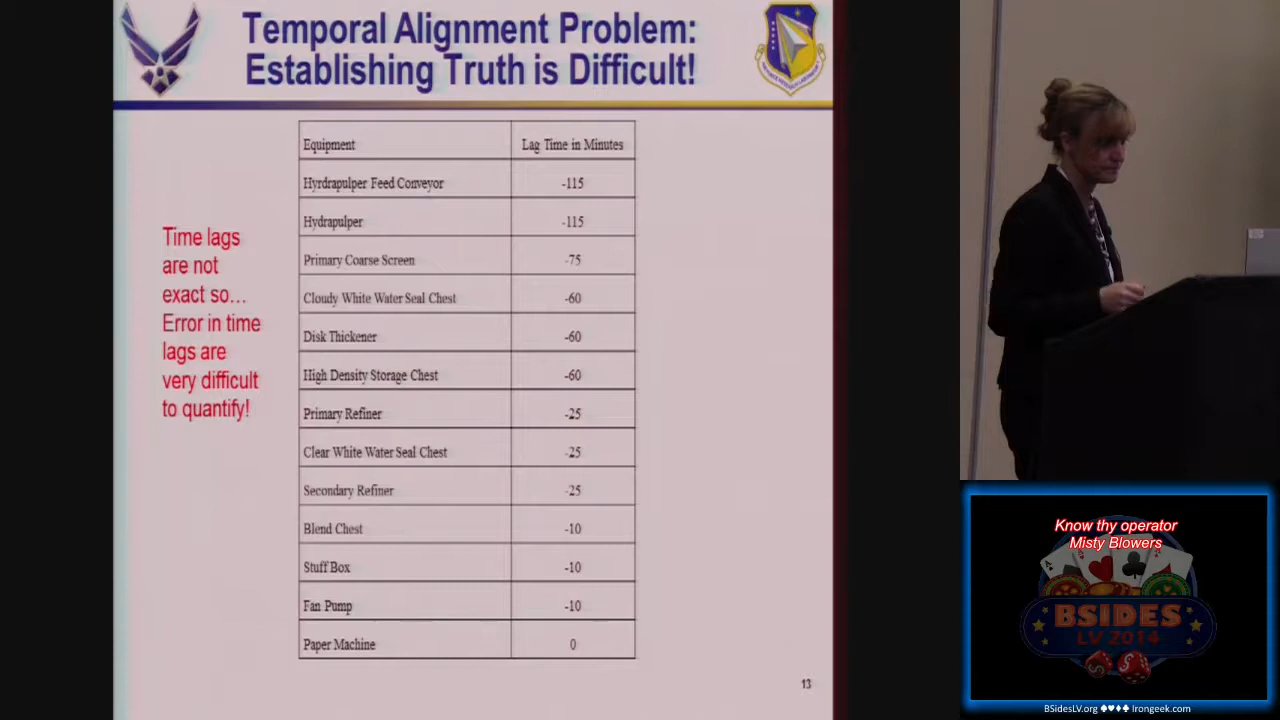 Temporal Alignment Problem:
Establishing Truth is Difficult!
Time lags
are not
exact so...
Error in time
lags are
very difficult
to quantify!
Equipment Lag Time in Minutes
Hyrdrapulper Feed Conveyor -115
Hydrapulper -115
Primary Coarse Screen -75
Cloudy White Water Seal Chest -60
Disk Thickener -60
High Density Storage Chest -60
Primary Refiner -25
Clear White Water Seal Chest -25
Secondary Refiner -25
Blend Chest -10
Stuff Box -10
Fan Pump -10
Paper Machine 0
13
Know thy operator
Misty Blowers
BSIDES
LV 2014
BSidesLV.org ♠♥♦♣ Irongeek.com